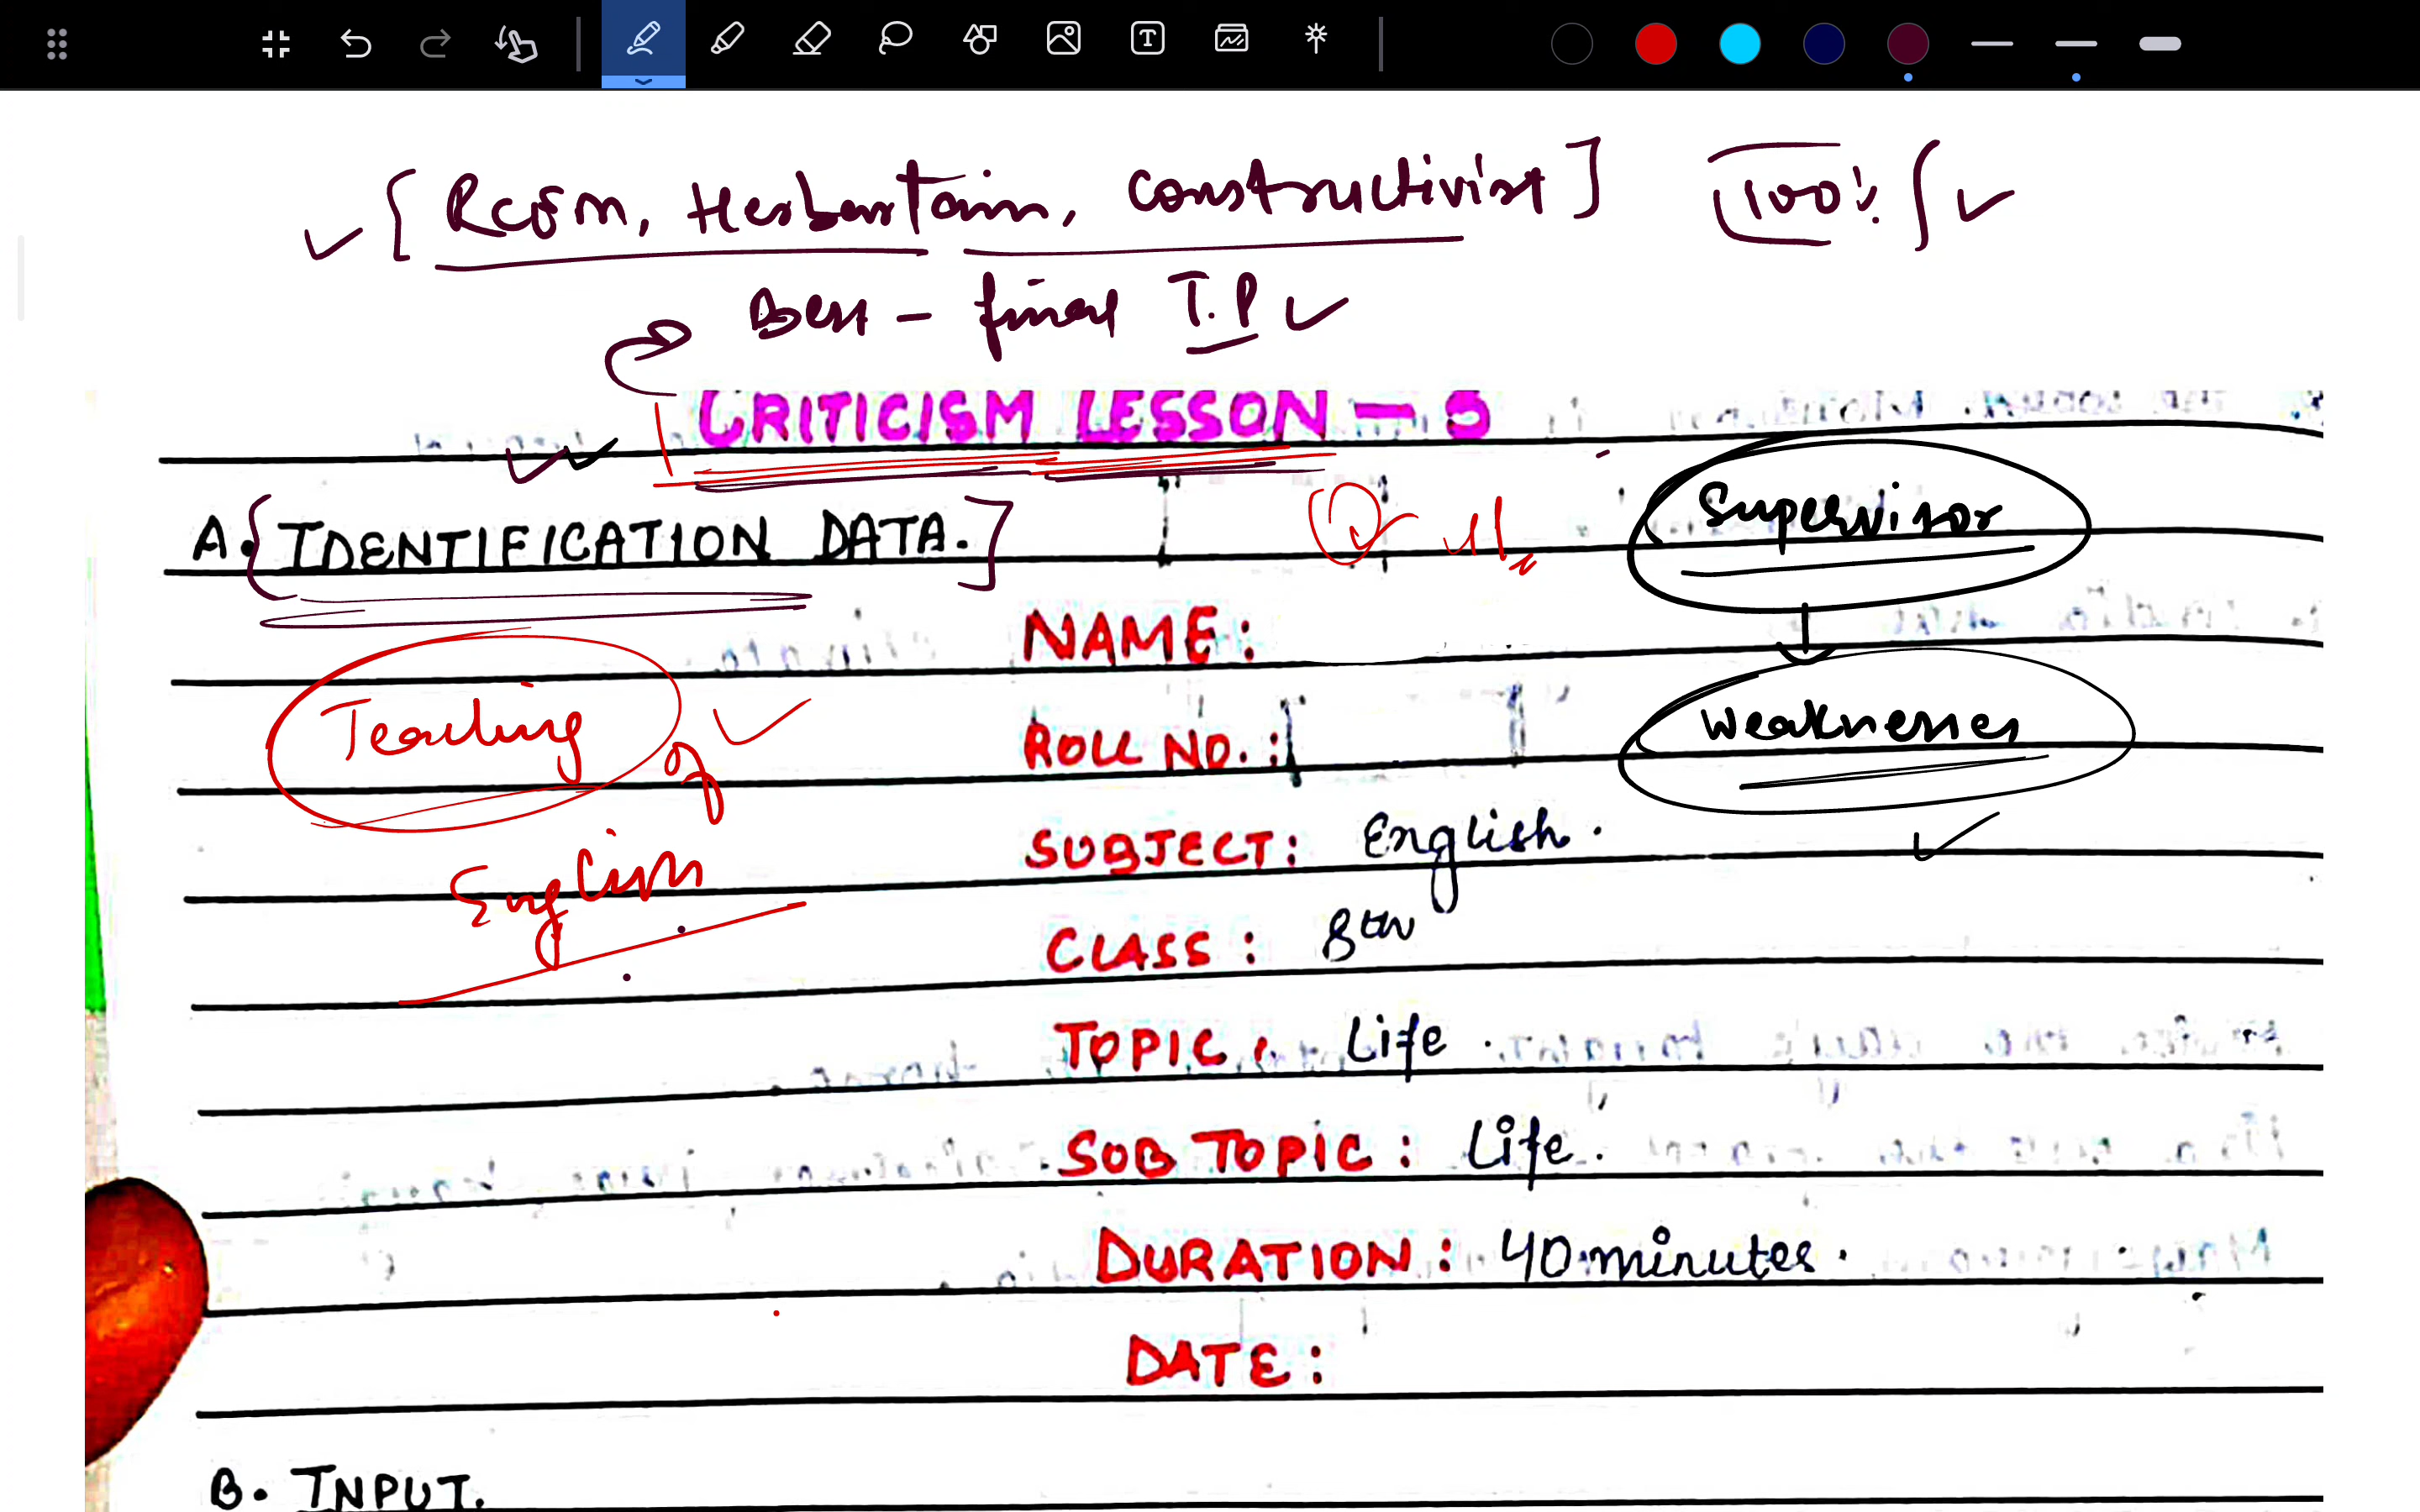 [RCEM, Herbartain, constructivist] 100%
Best - final T.P
CRITICISM LESSON - 5
A. [IDENTIFICATION DATA.]
Supervisor
NAME:
Teaching of
ROLL NO.:
Weaknesses
SUBJECT: English.
English
CLASS: 8th
TOPIC: Life.
SUB TOPIC: Life.
DURATION: 40 minutes.
DATE:
B. INPUT.